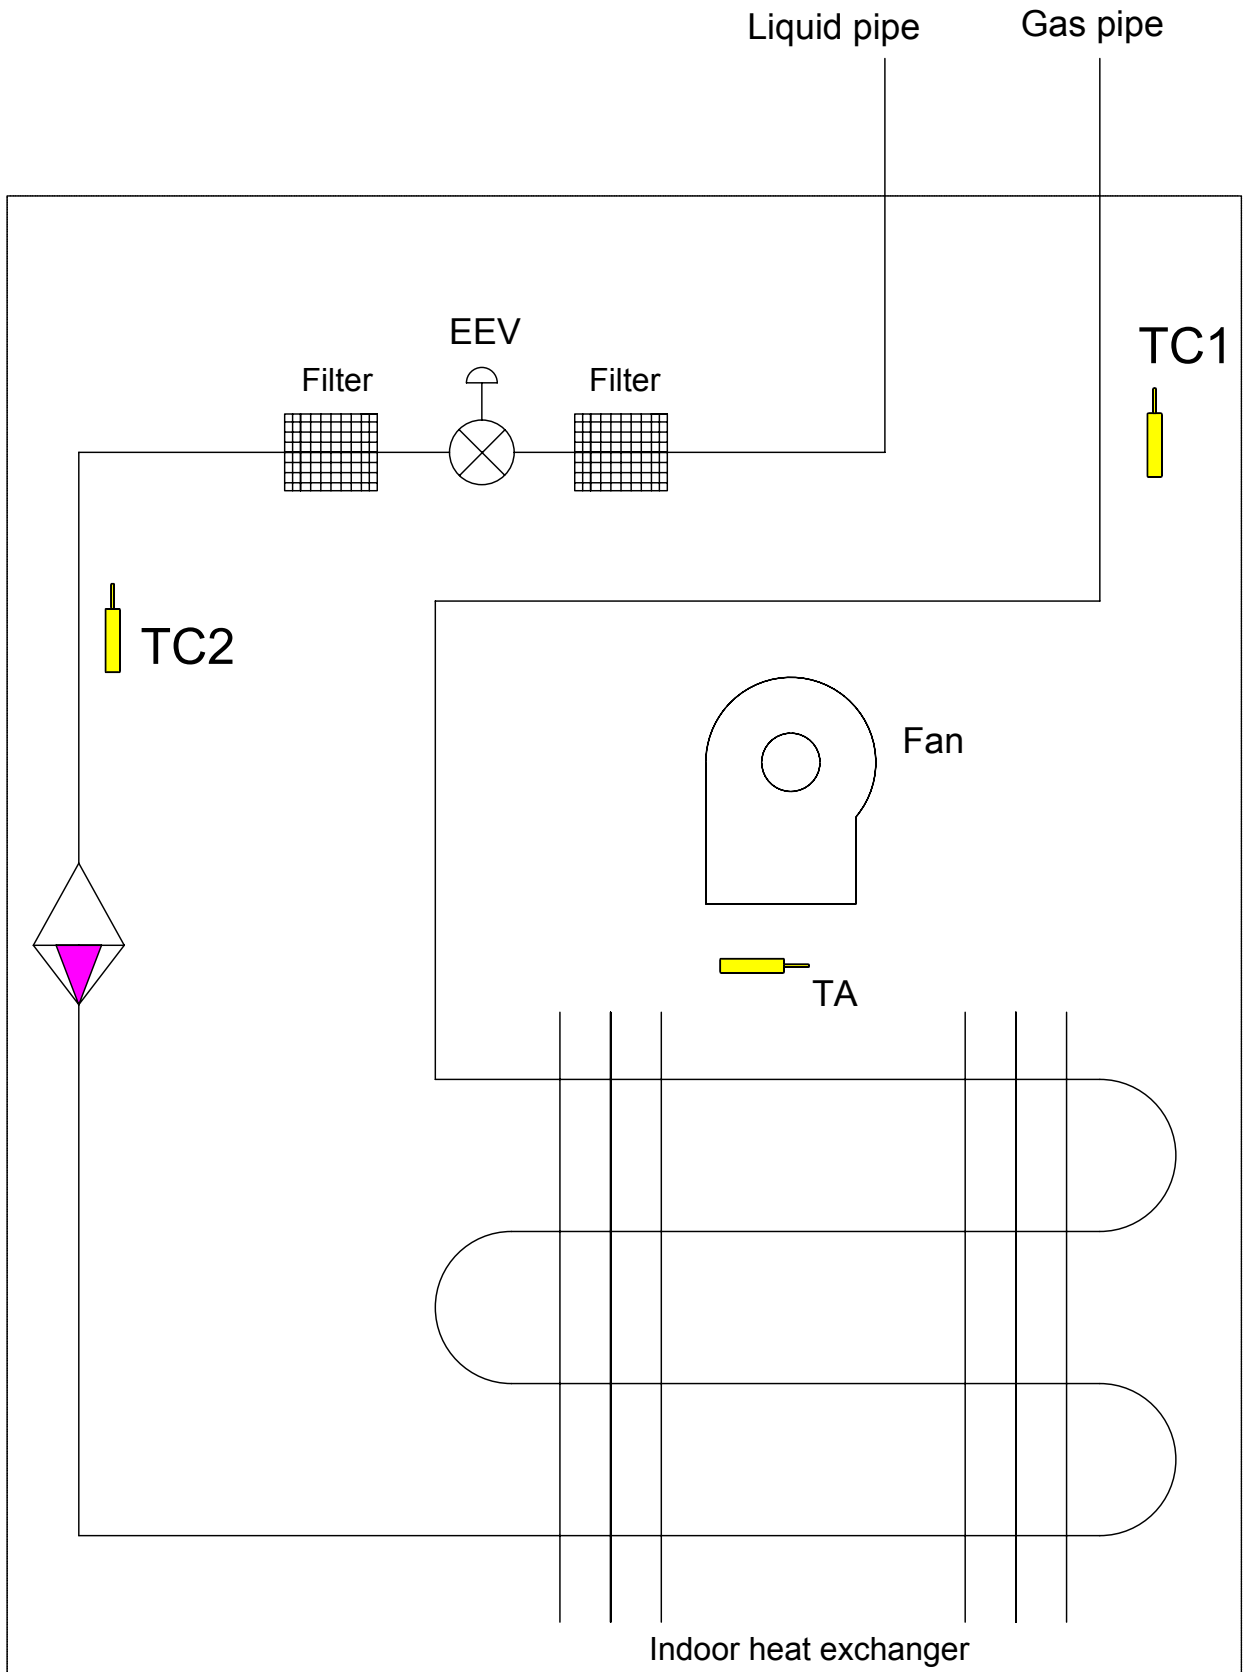 Liquid pipe
Gas pipe
EEV
TC1
Filter
Filter
TC2
Fan
TA
Indoor heat exchanger